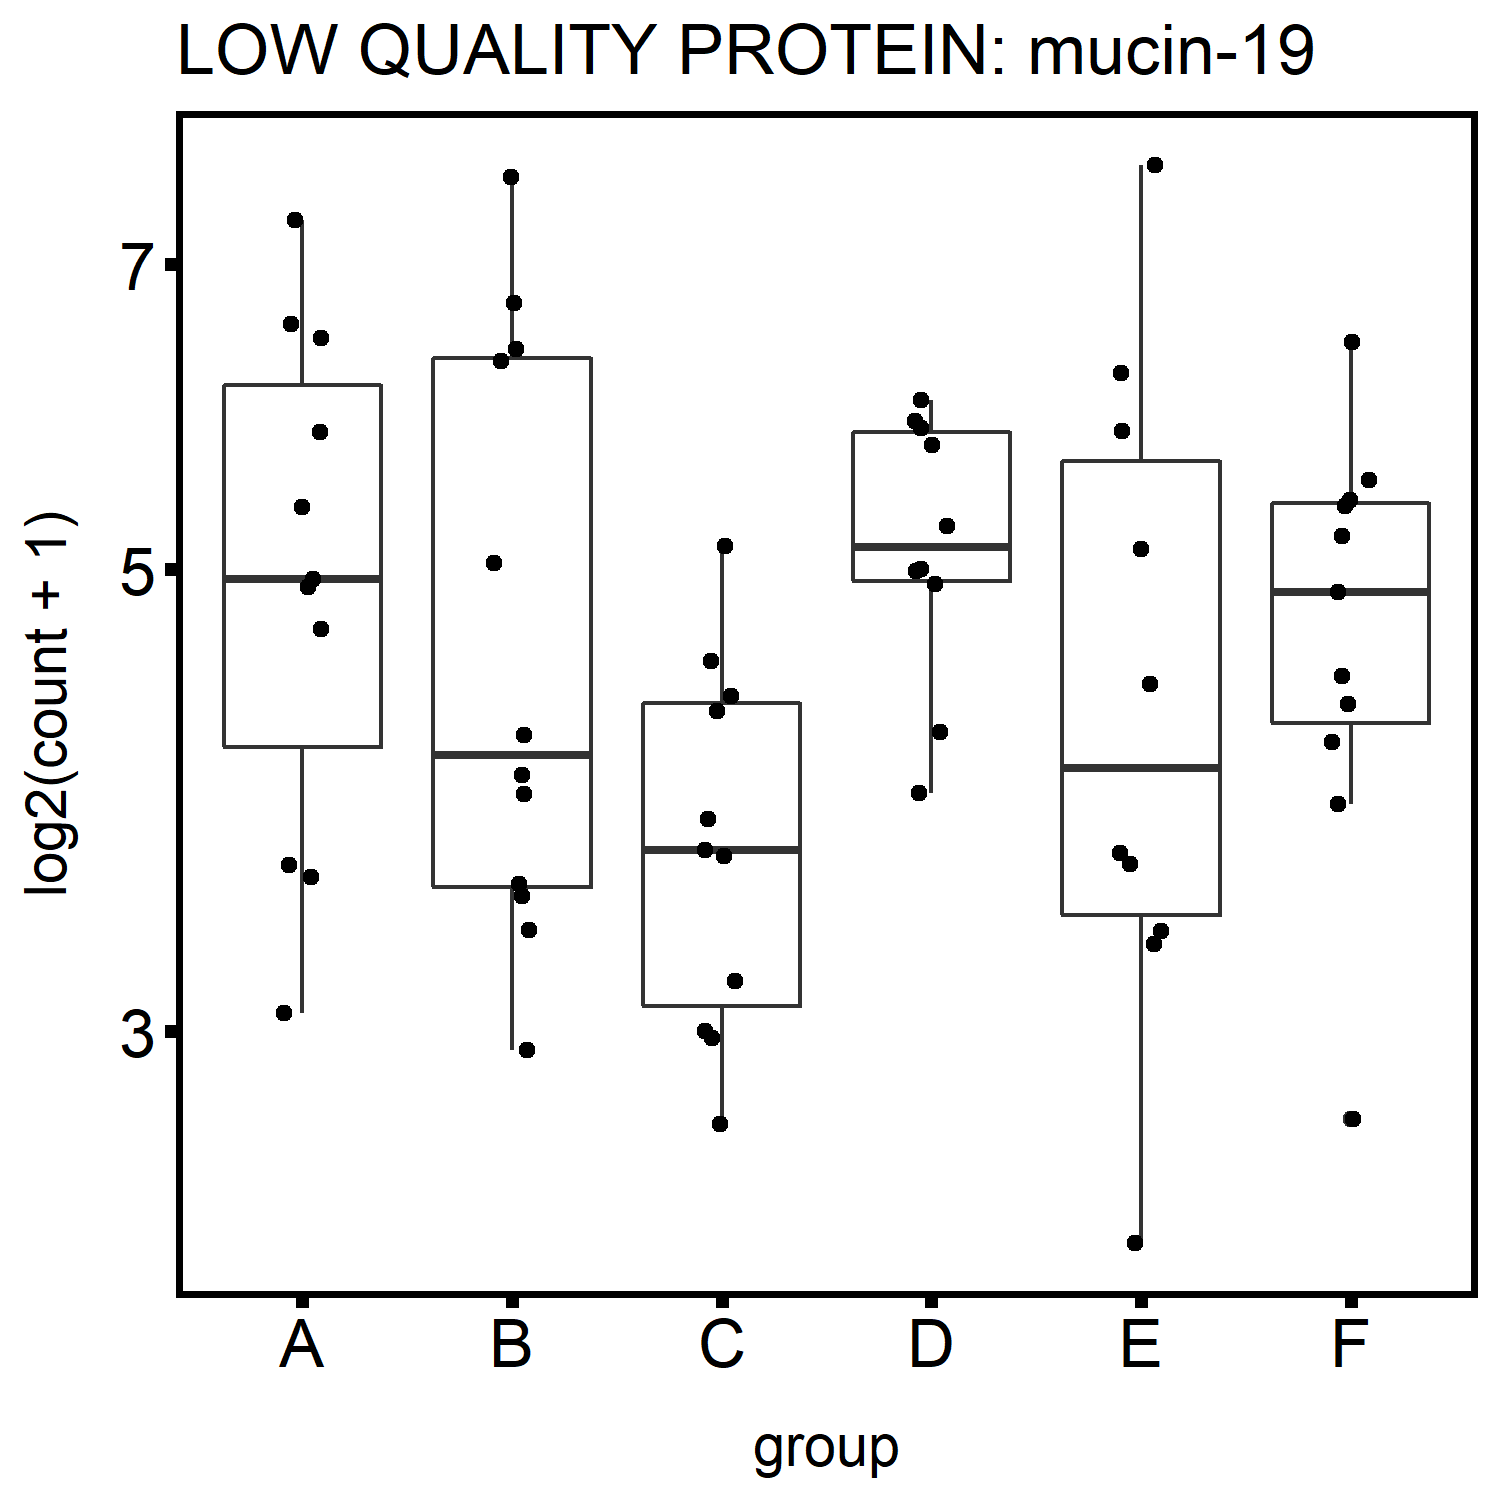 LOW QUALITY PROTEIN: mucin-19
log2(count + 1)
7
5
3
A B C D E F
group